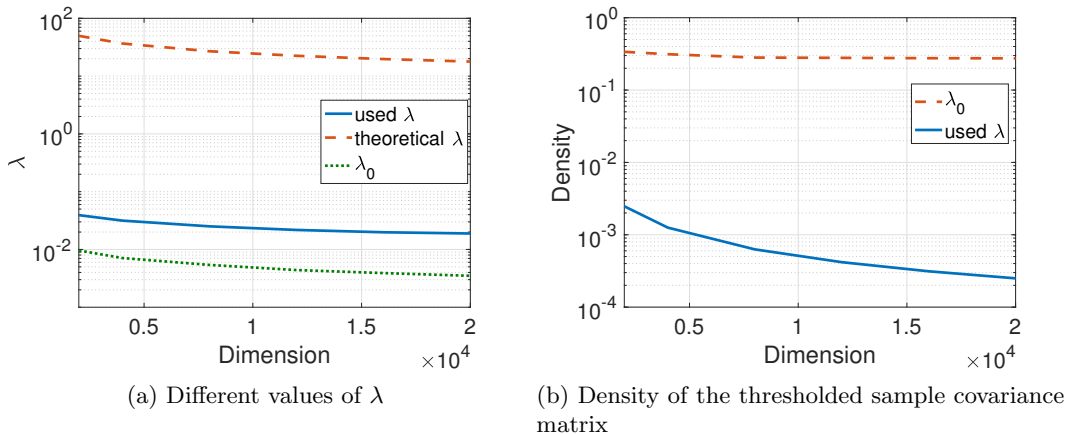 10^2
10^0
10^-2
λ
used λ
theoretical λ
λ_0
0.5
1
1.5
2
Dimension
×10^4
(a) Different values of λ
10^0
10^-1
10^-2
10^-3
10^-4
Density
λ_0
used λ
0.5
1
1.5
2
Dimension
×10^4
(b) Density of the thresholded sample covariance
matrix